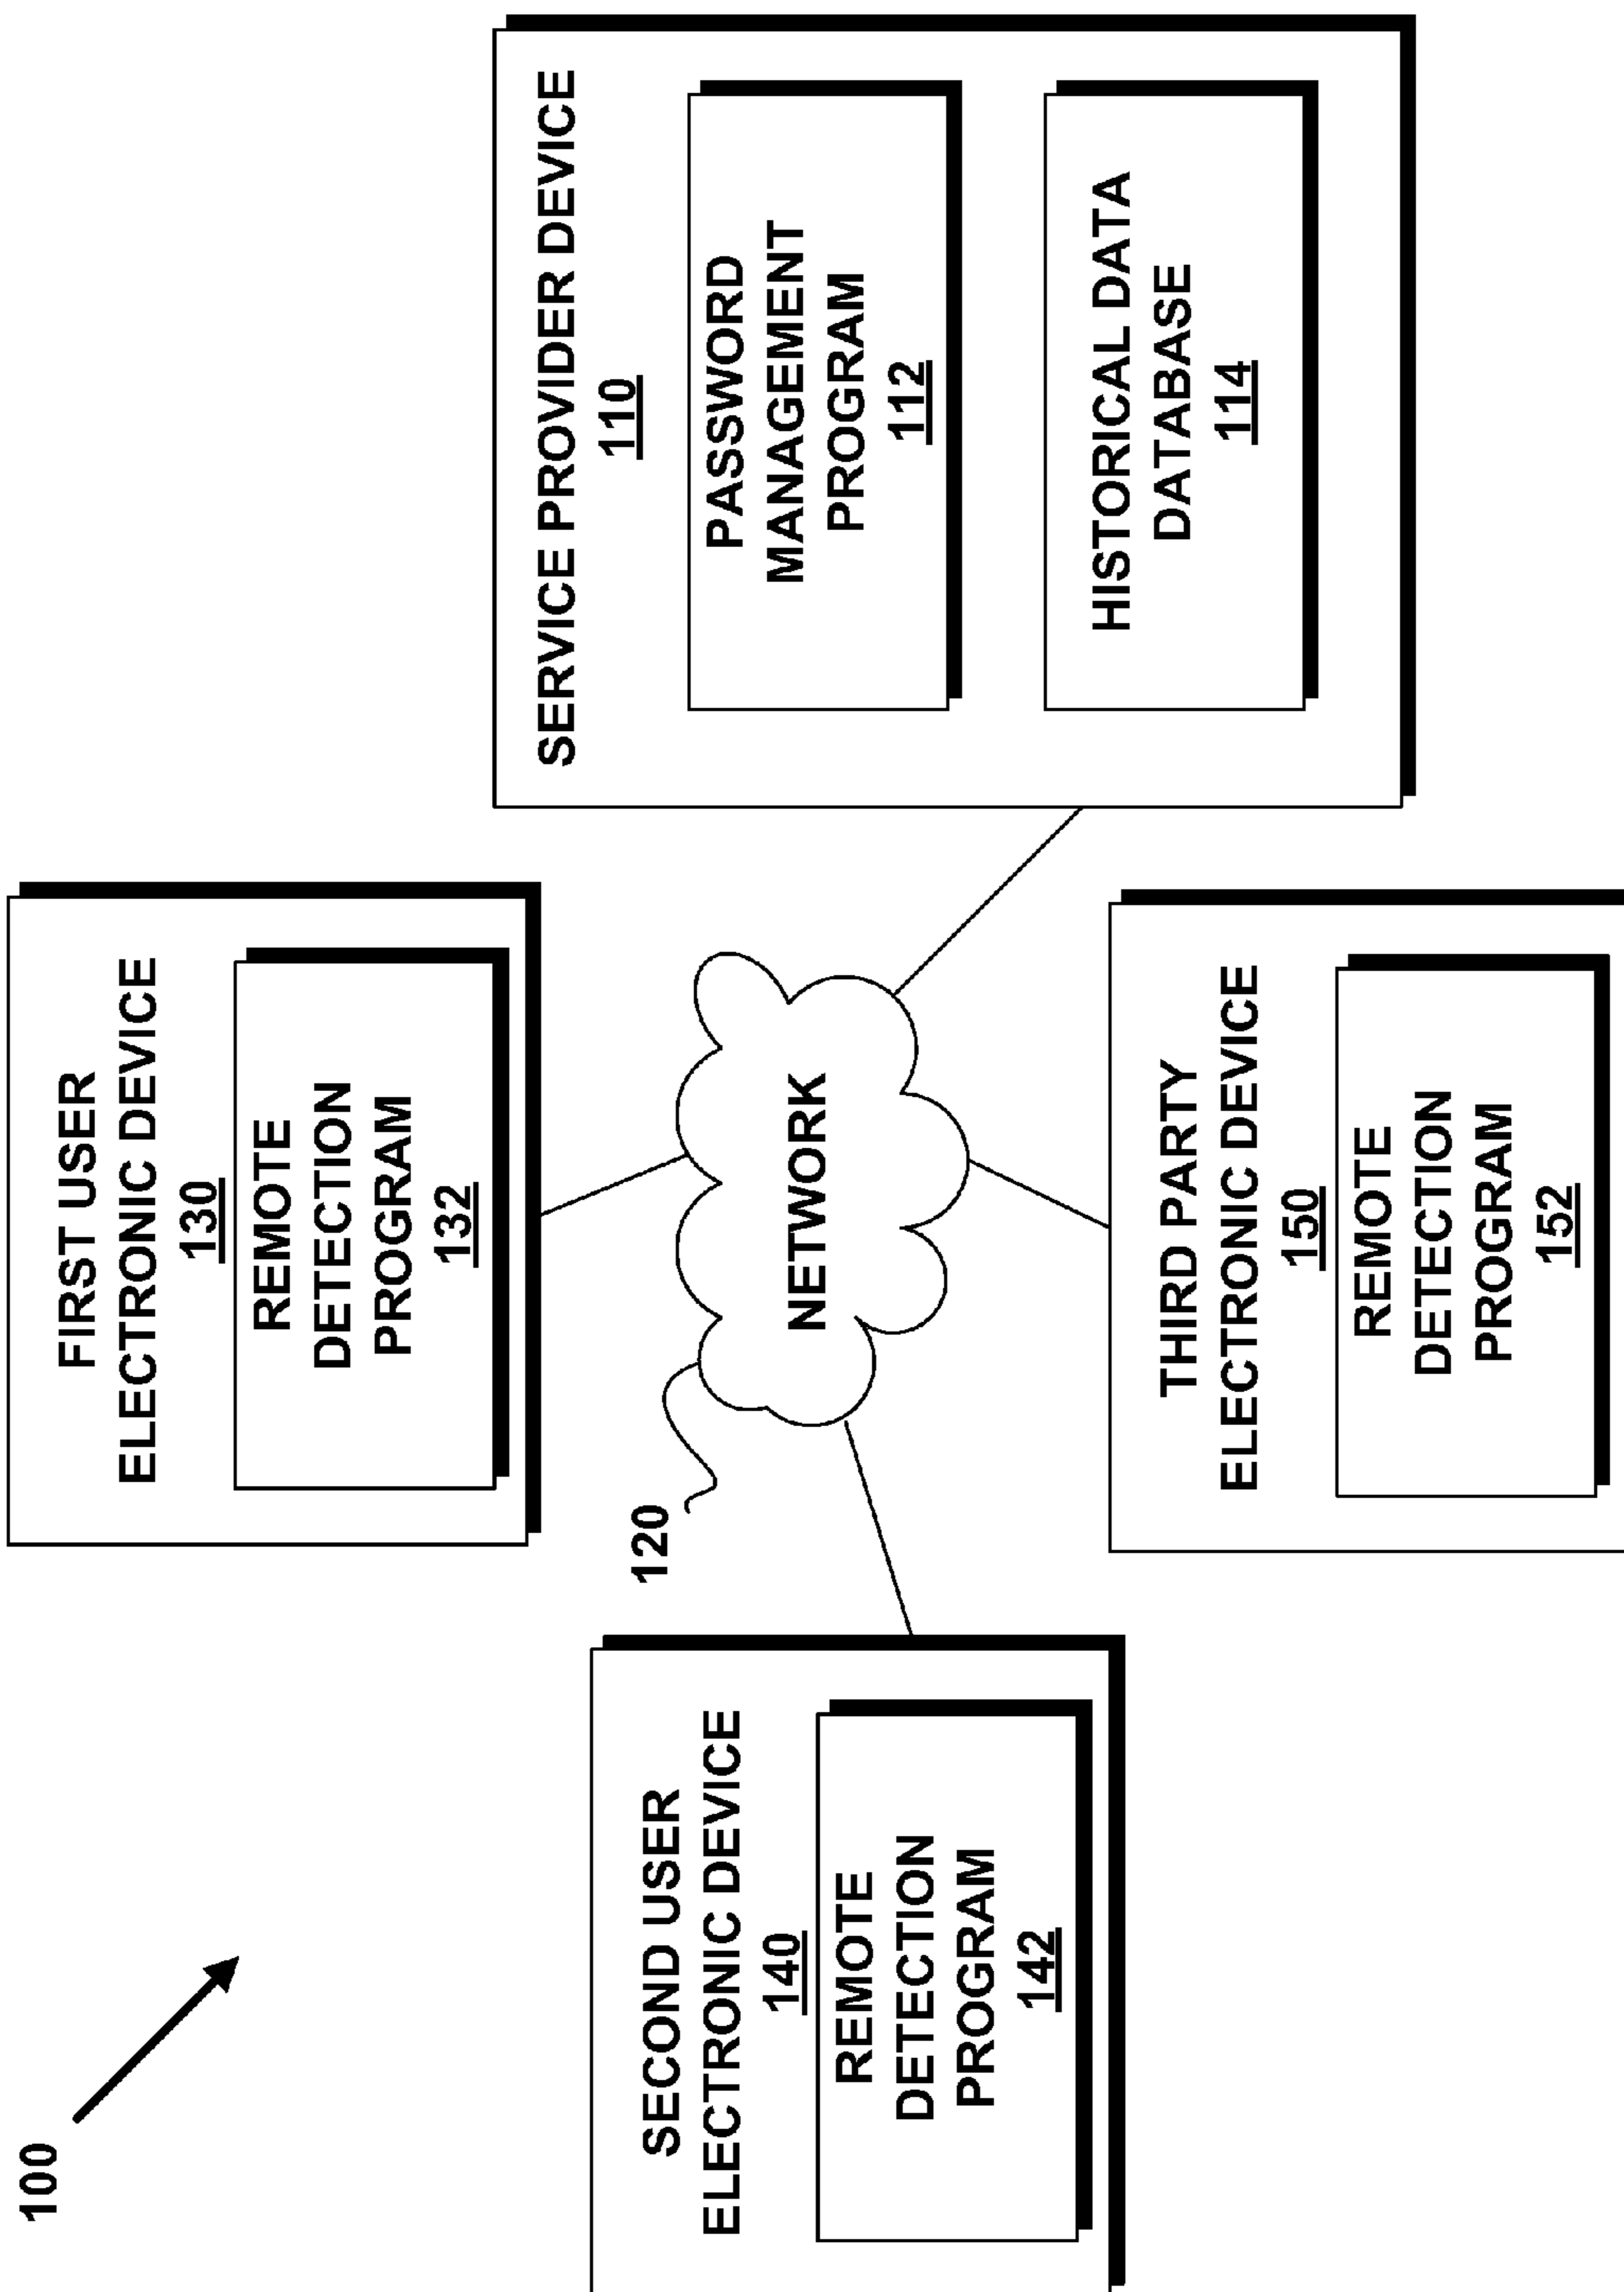 100
FIRST USER
ELECTRONIC DEVICE
130
REMOTE
DETECTION
PROGRAM
132
SECOND USER
ELECTRONIC DEVICE
140
REMOTE
DETECTION
PROGRAM
142
120
NETWORK
SERVICE PROVIDER DEVICE
110
PASSWORD
MANAGEMENT
PROGRAM
112
HISTORICAL DATA
DATABASE
114
THIRD PARTY
ELECTRONIC DEVICE
150
REMOTE
DETECTION
PROGRAM
152